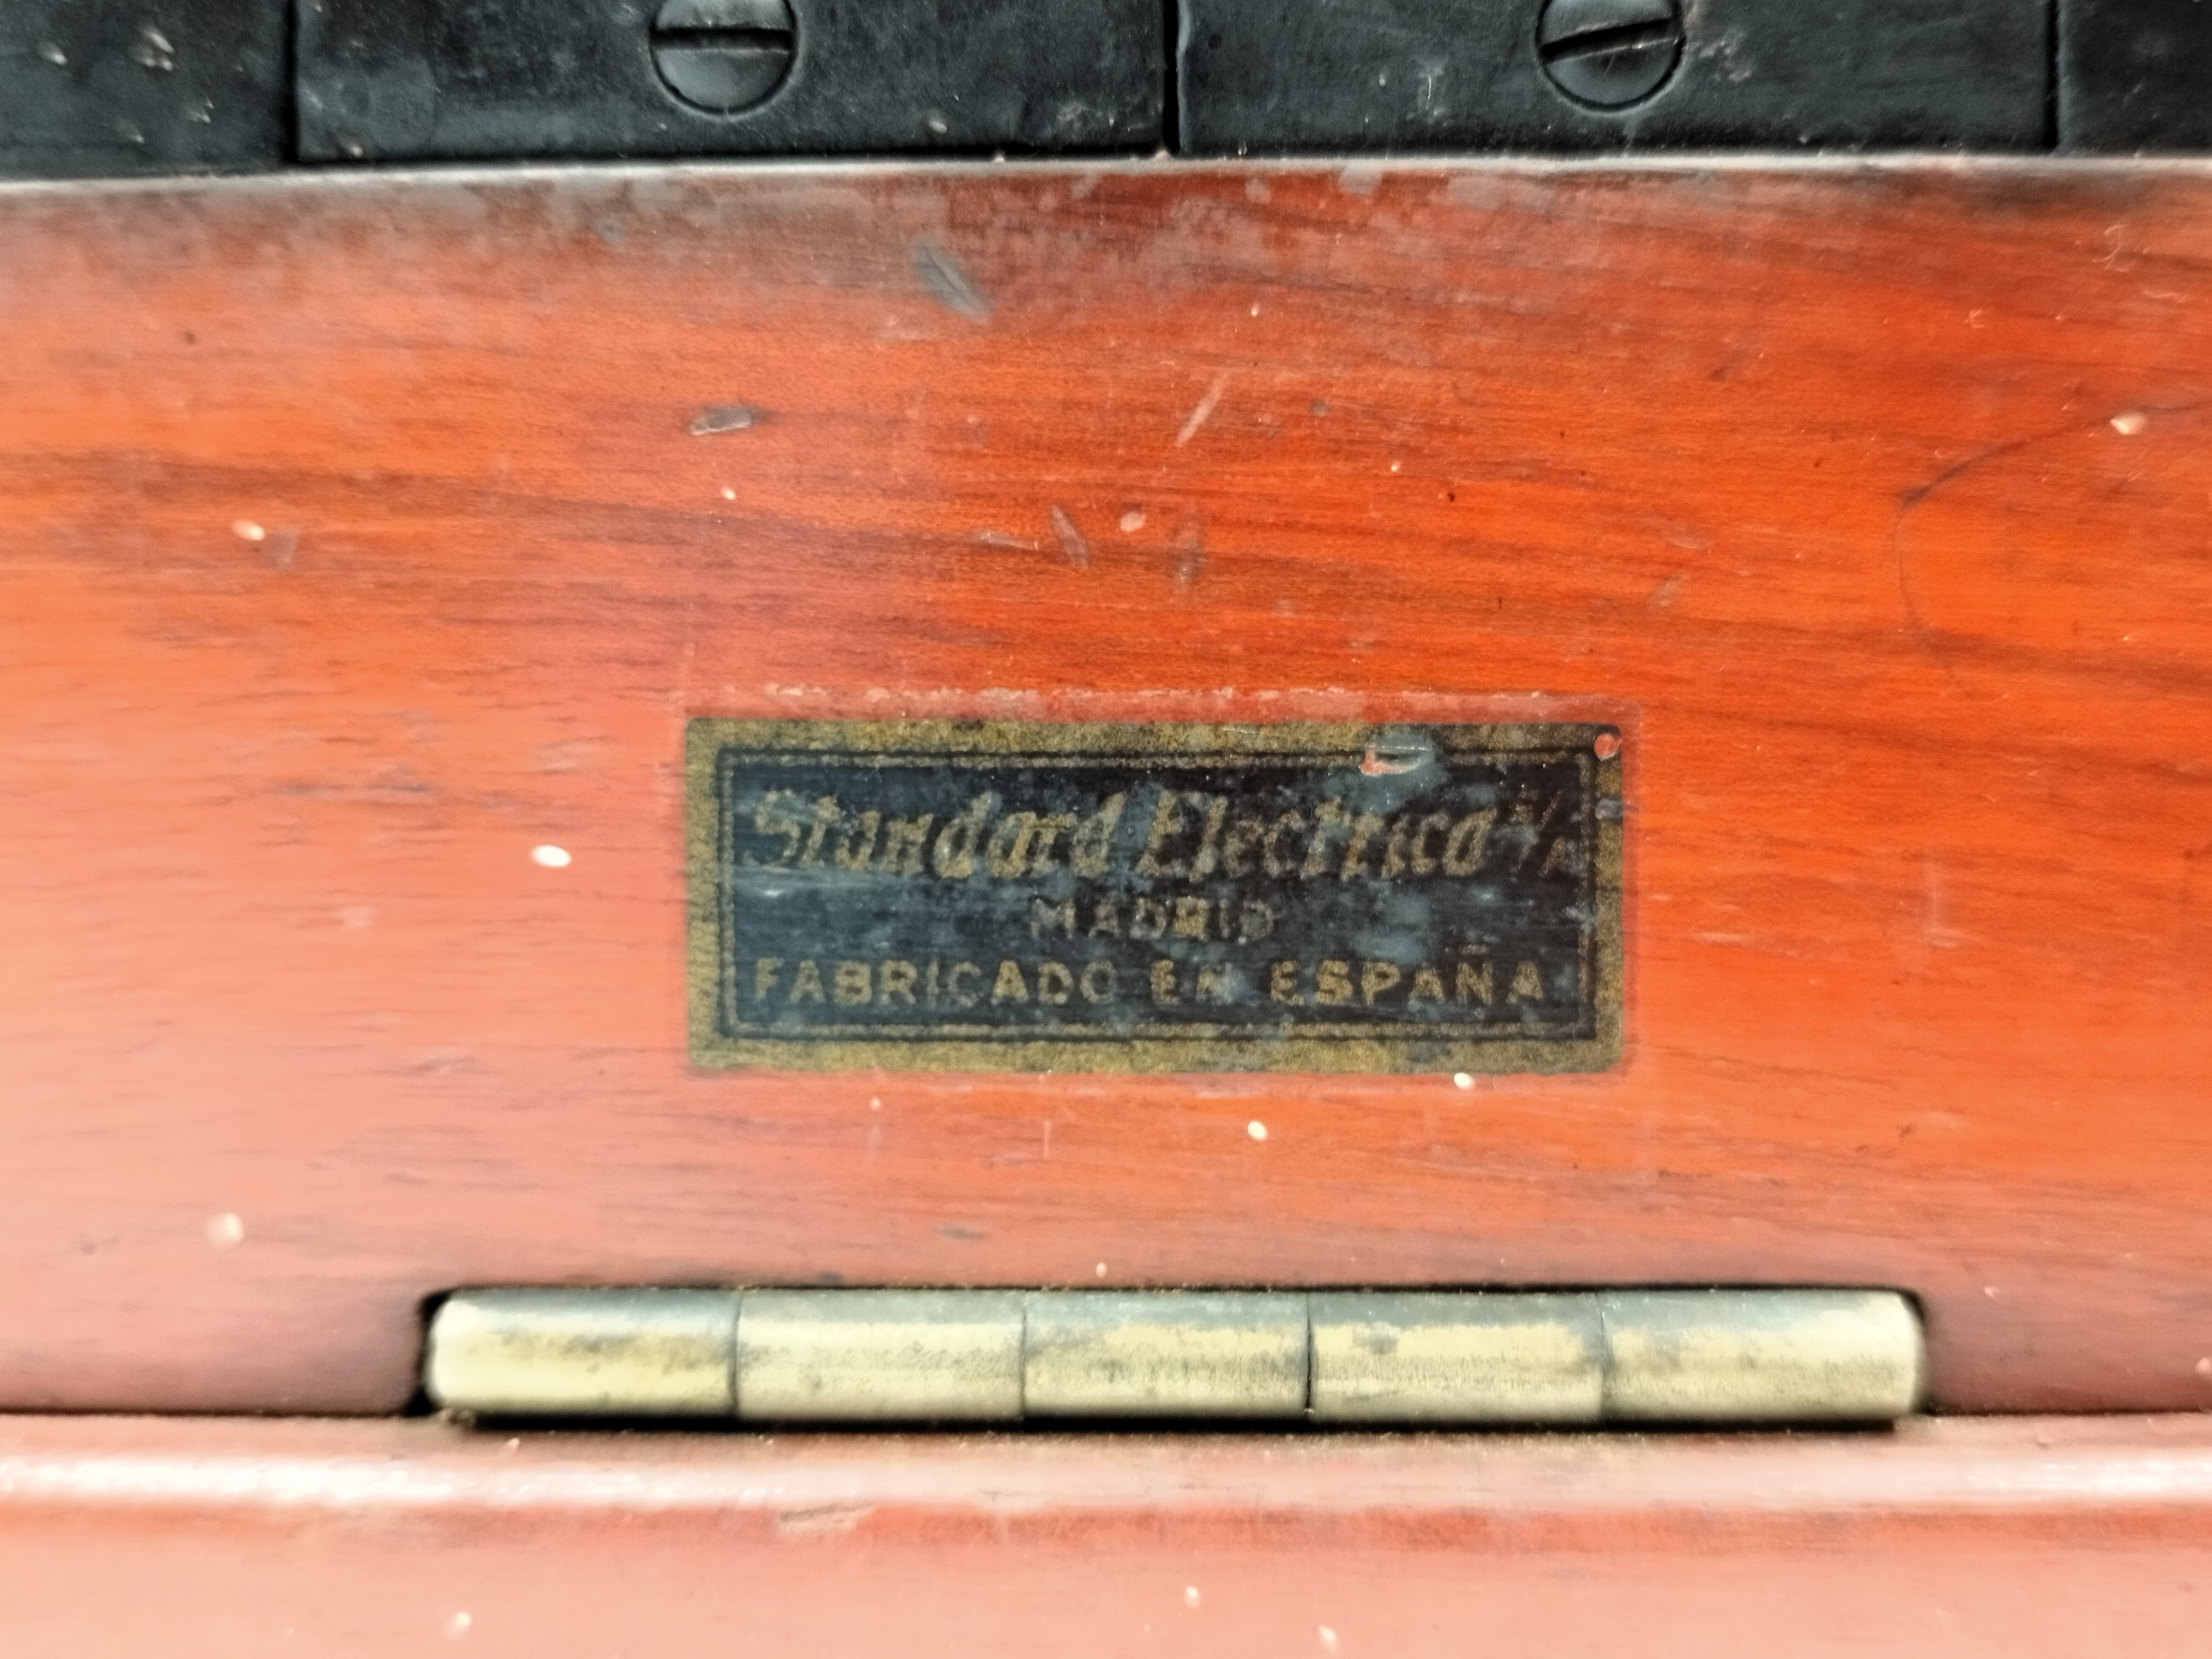 Standard Electrica S/A
MADRID
FABRICADO EN ESPAÑA